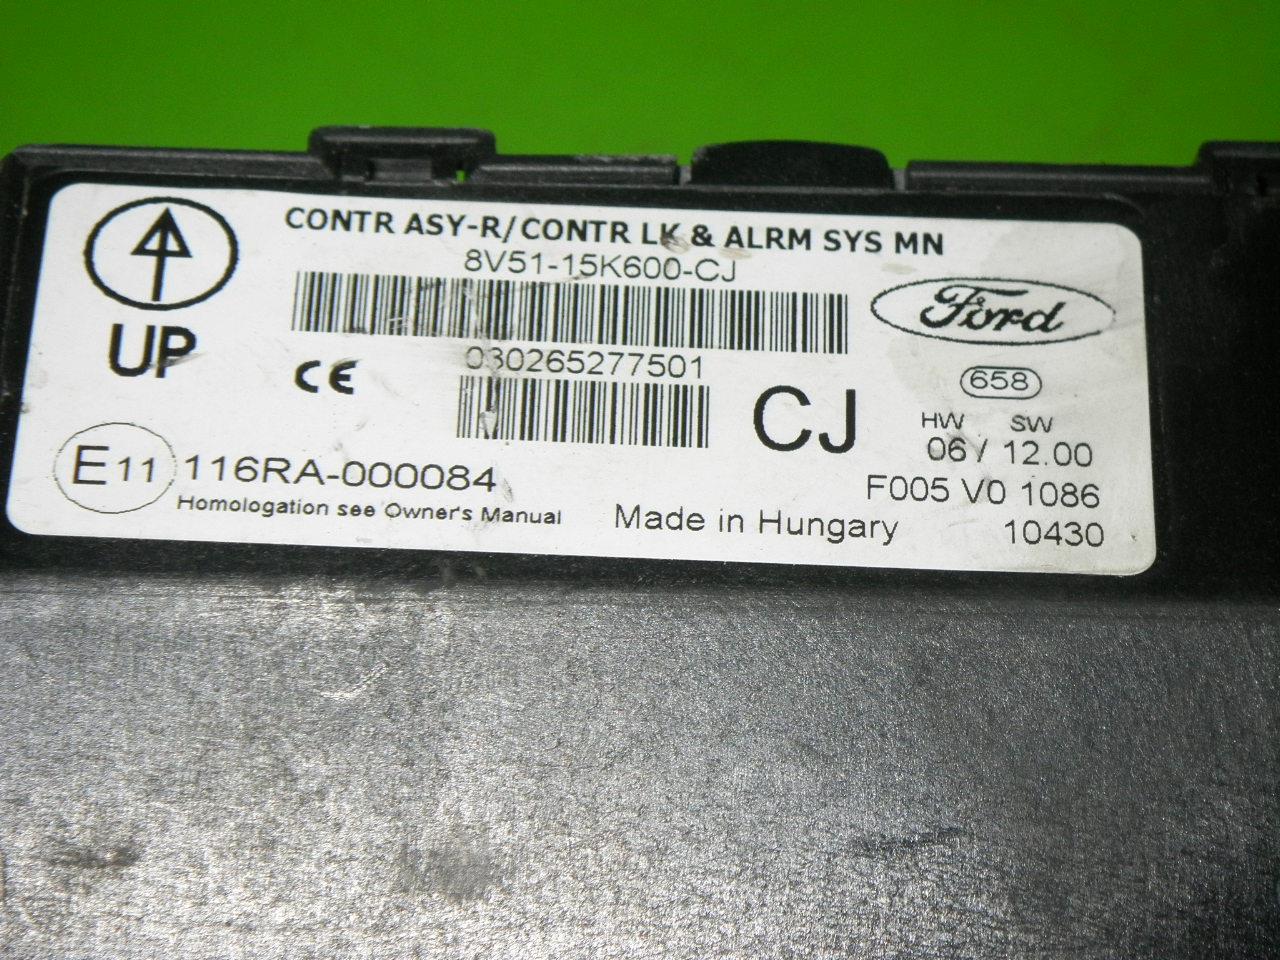 CONTR ASY-R/CONTR LK & ALRM SYS MN
8V51-15K600-CJ
Ford
UP
030265277501
CE
CJ
658
HW SW
06/ 12.00
E11 116RA-000084
F005 V0 1086
Homologation see Owner's Manual
Made in Hungary
10430